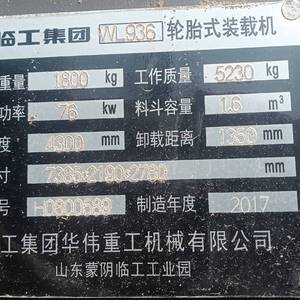 临工集团 WL936 轮胎式装载机
重量 1800 kg 工作质量 5230 kg
功率 76 kw 料斗容量 1.6 m³
度 4300 mm 卸载距离 1350 mm
寸 7365x2190x2760 mm
号 H0800589 制造年度 2017
工集团华伟重工机械有限公司
山东蒙阴临工工业园